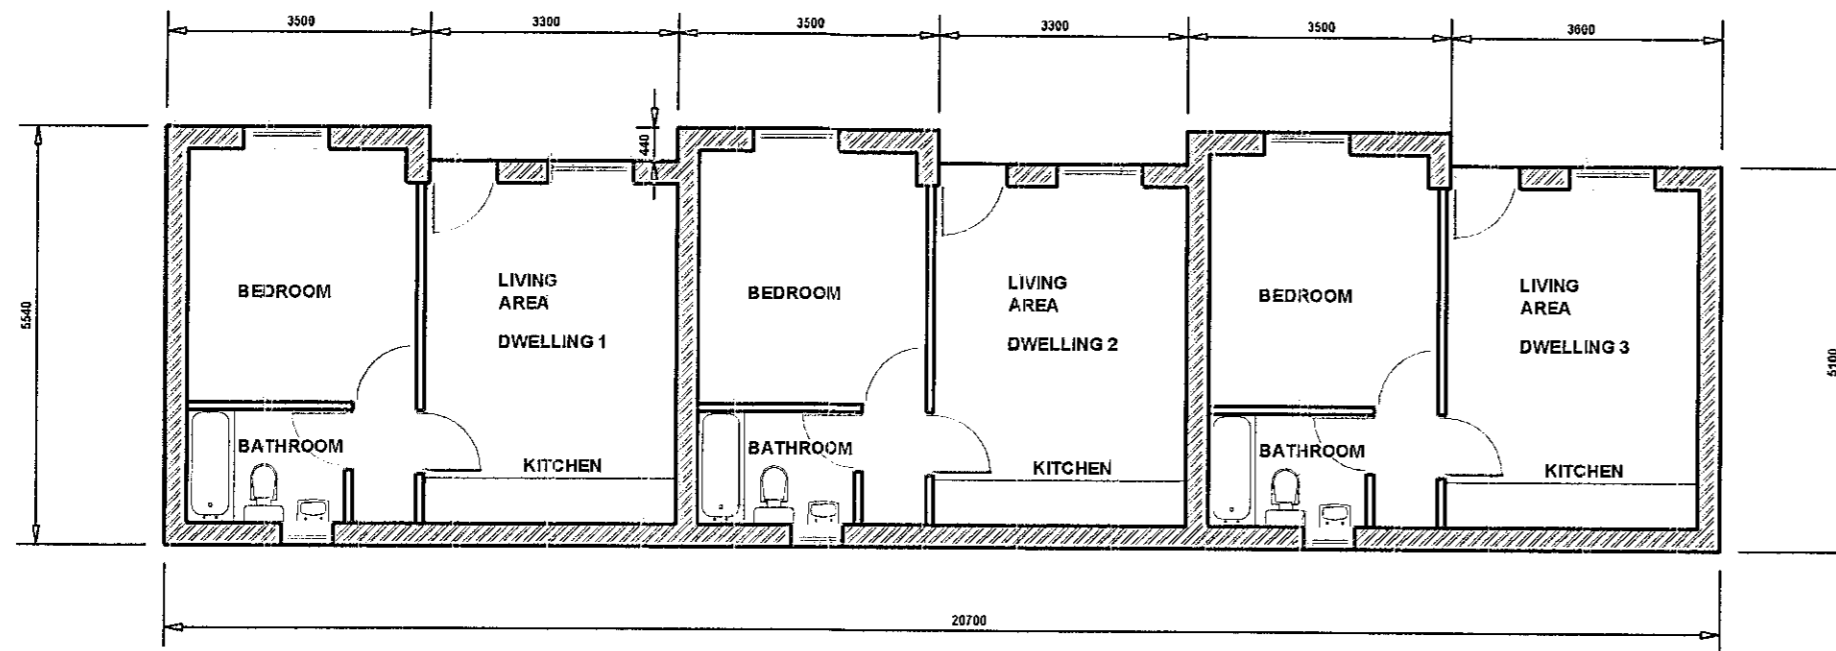 3500
3300
3500
3300
3500
3600
440
5540
5100
BEDROOM
LIVING
AREA
DWELLING 1
BATHROOM
KITCHEN
BEDROOM
LIVING
AREA
DWELLING 2
BATHROOM
KITCHEN
BEDROOM
LIVING
AREA
DWELLING 3
BATHROOM
KITCHEN
20700